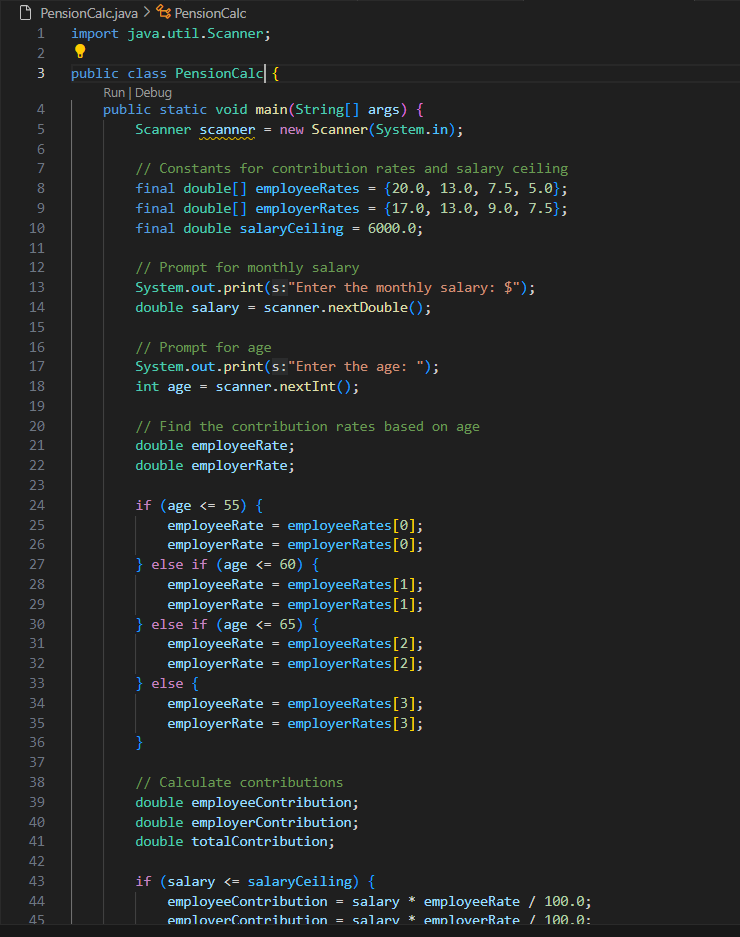 PensionCalc.java > PensionCalc
1 import java.util.Scanner;
2
3 public class PensionCalc {
Run | Debug
4 public static void main(String[] args) {
5 Scanner scanner = new Scanner(System.in);
6
7 // Constants for contribution rates and salary ceiling
8 final double[] employeeRates = {20.0, 13.0, 7.5, 5.0};
9 final double[] employerRates = {17.0, 13.0, 9.0, 7.5};
10 final double salaryCeiling = 6000.0;
11
12 // Prompt for monthly salary
13 System.out.print(s:"Enter the monthly salary: $");
14 double salary = scanner.nextDouble();
15
16 // Prompt for age
17 System.out.print(s:"Enter the age: ");
18 int age = scanner.nextInt();
19
20 // Find the contribution rates based on age
21 double employeeRate;
22 double employerRate;
23
24 if (age <= 55) {
25 employeeRate = employeeRates[0];
26 employerRate = employerRates[0];
27 } else if (age <= 60) {
28 employeeRate = employeeRates[1];
29 employerRate = employerRates[1];
30 } else if (age <= 65) {
31 employeeRate = employeeRates[2];
32 employerRate = employerRates[2];
33 } else {
34 employeeRate = employeeRates[3];
35 employerRate = employerRates[3];
36 }
37
38 // Calculate contributions
39 double employeeContribution;
40 double employerContribution;
41 double totalContribution;
42
43 if (salary <= salaryCeiling) {
44 employeeContribution = salary * employeeRate / 100.0;
45 employerContribution = salary * employerRate / 100.0;